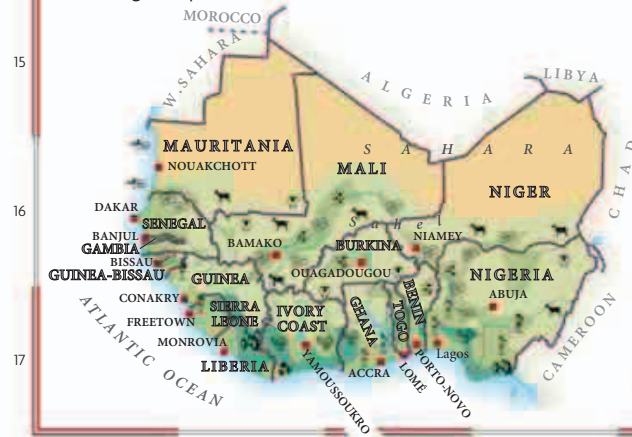 MOROCCO
15
W. SAHARA
ALGERIA
LIBYA
MAURITANIA
SAHARA
NOUAKCHOTT
MALI
NIGER
CHAD
16
DAKAR
SENEGAL
Sahel
BANJUL
GAMBIA
BAMAKO
BURKINA
NIAMEY
BISSAU
GUINEA-BISSAU
GUINEA
OUAGADOUGOU
NIGERIA
CONAKRY
SIERRA
LEONE
IVORY
COAST
GHANA
TOGO
BENIN
ABUJA
FREETOWN
ATLANTIC OCEAN
MONROVIA
Lagos
CAMEROON
17
LIBERIA
YAMOUSSOUKRO
ACCRA
LOMÉ
PORTO-NOVO